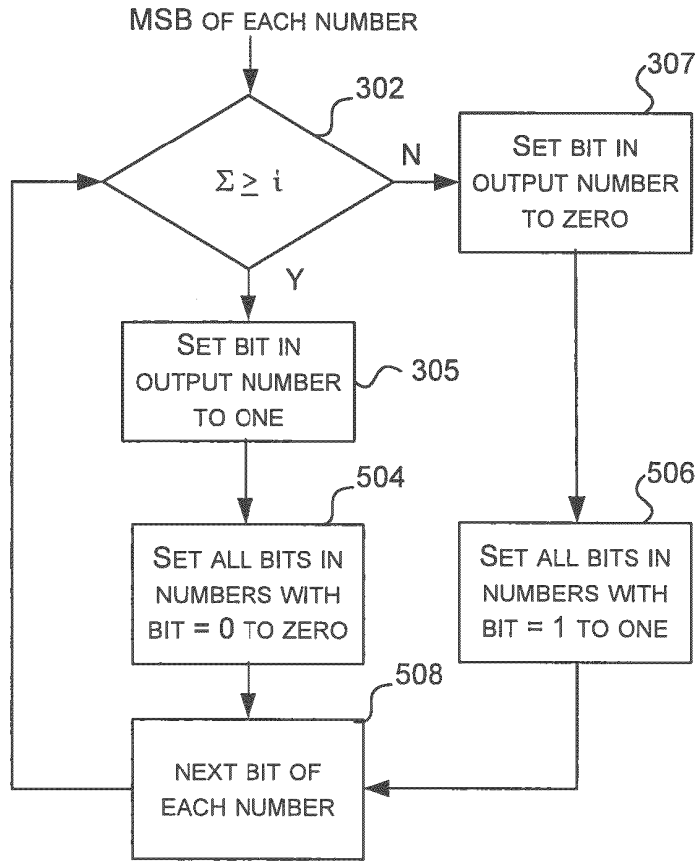 MSB OF EACH NUMBER
302
307
Σ ≥ i
N
SET BIT IN
OUTPUT NUMBER
TO ZERO
Y
SET BIT IN
OUTPUT NUMBER
TO ONE
305
504
506
SET ALL BITS IN
NUMBERS WITH
BIT = 0 TO ZERO
SET ALL BITS IN
NUMBERS WITH
BIT = 1 TO ONE
508
NEXT BIT OF
EACH NUMBER